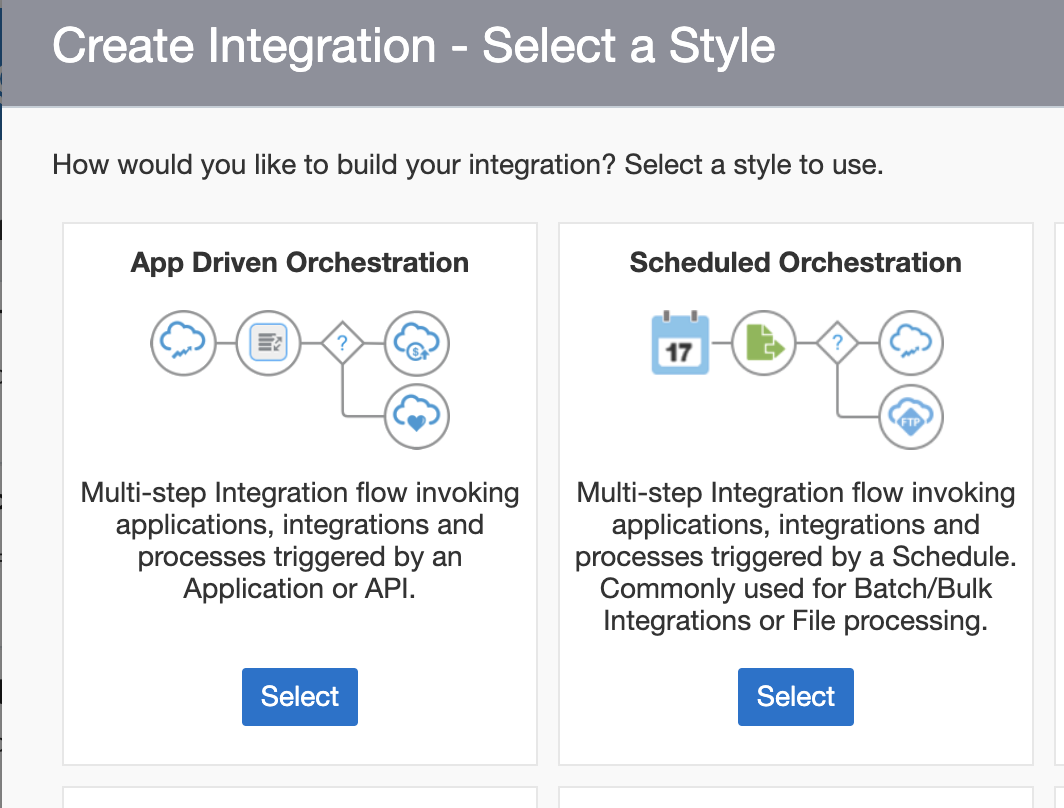 Create Integration - Select a Style
How would you like to build your integration? Select a style to use.
App Driven Orchestration
?
$
Multi-step Integration flow invoking
applications, integrations and
processes triggered by an
Application or API.
Select
Scheduled Orchestration
17
?
FTP
Multi-step Integration flow invoking
applications, integrations and
processes triggered by a Schedule.
Commonly used for Batch/Bulk
Integrations or File processing.
Select